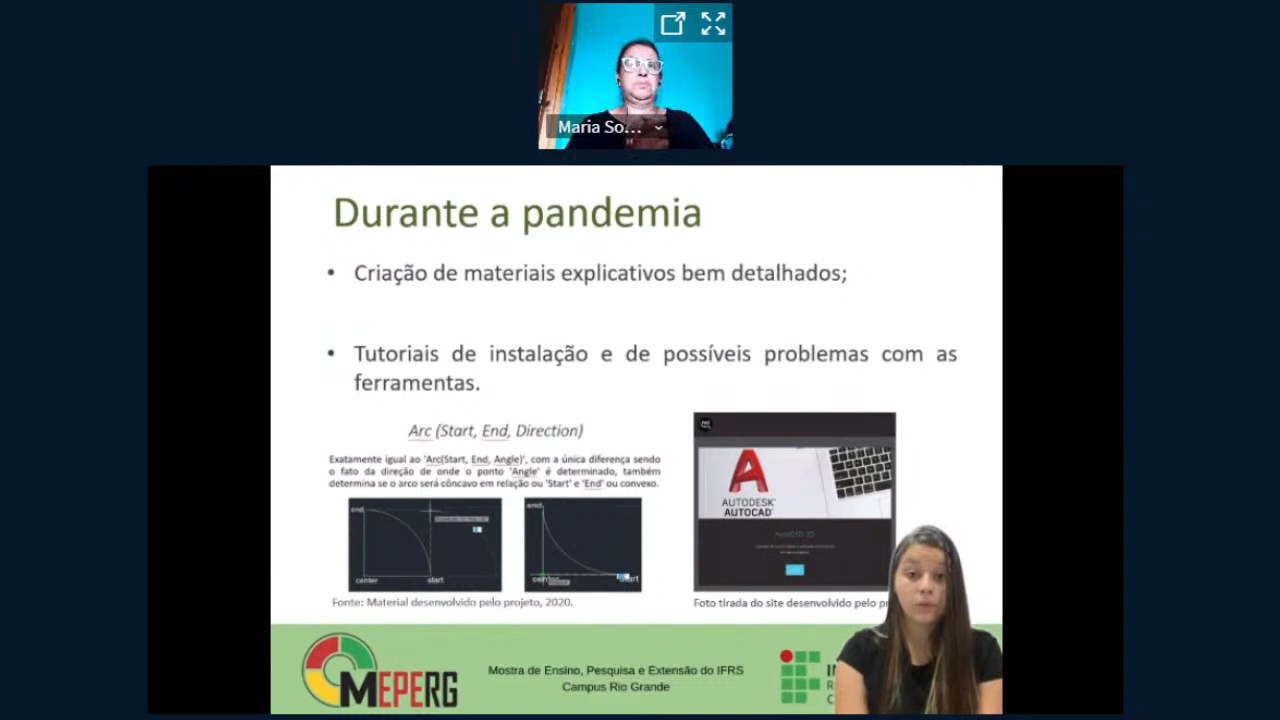 Maria So...
Durante a pandemia
• Criação de materiais explicativos bem detalhados;
• Tutoriais de instalação e de possíveis problemas com as
ferramentas.
Arc (Start, End, Direction)
Exatamente igual ao 'Arc(Start, End, Angle)', com a única diferença sendo
o fato da direção de onde o ponto 'Angle' é determinado, também
determina se o arco será côncavo em relação ou 'Start' e 'End' ou convexo.
end
center start
end
AUTODESK
AUTOCAD
AutoCAD 2D
Fonte: Material desenvolvido pelo projeto, 2020.
Foto tirada do site desenvolvido pelo
MEPERG
Mostra de Ensino, Pesquisa e Extensão do IFRS
Campus Rio Grande